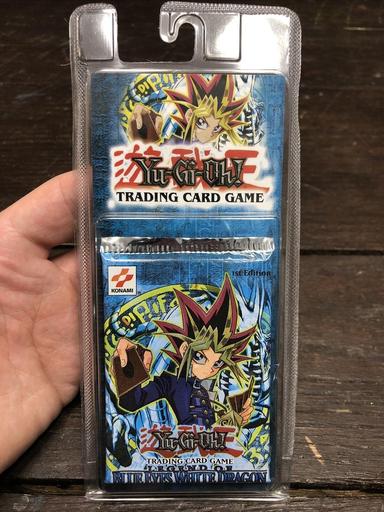 遊☆戯☆王
Yu-Gi-Oh!
TRADING CARD GAME
1st Edition
KONAMI
遊☆戯☆王
Yu-Gi-Oh!
TRADING CARD GAME
LEGEND OF
BLUE EYES WHITE DRAGON